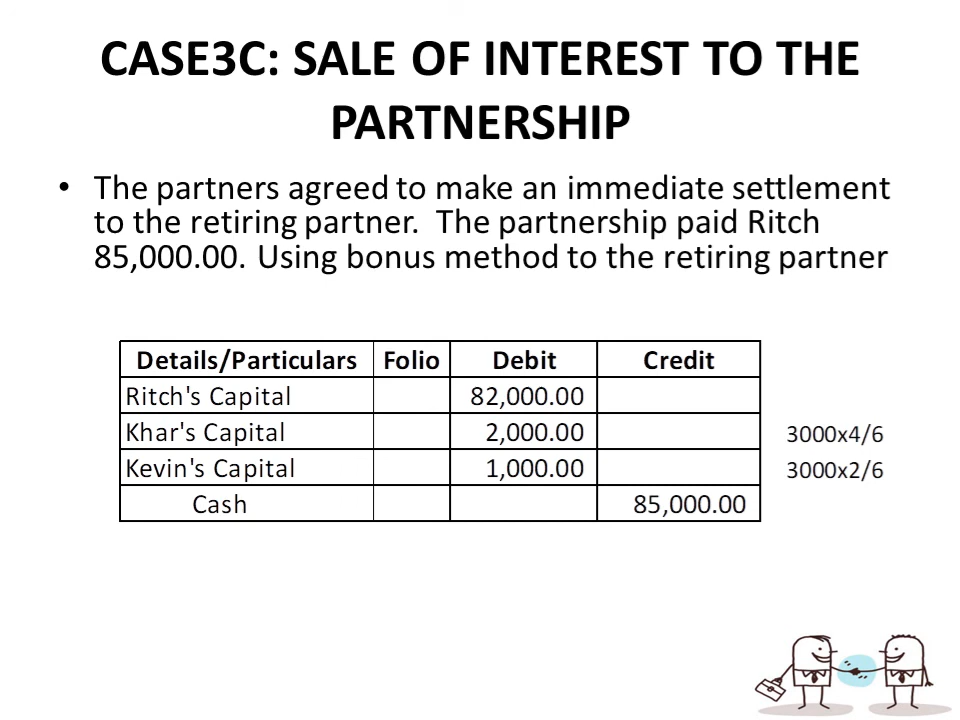 CASE3C: SALE OF INTEREST TO THE
PARTNERSHIP
• The partners agreed to make an immediate settlement
to the retiring partner. The partnership paid Ritch
85,000.00. Using bonus method to the retiring partner
Details/Particulars Folio Debit Credit
Ritch's Capital 82,000.00
Khar's Capital 2,000.00 3000x4/6
Kevin's Capital 1,000.00 3000x2/6
Cash 85,000.00